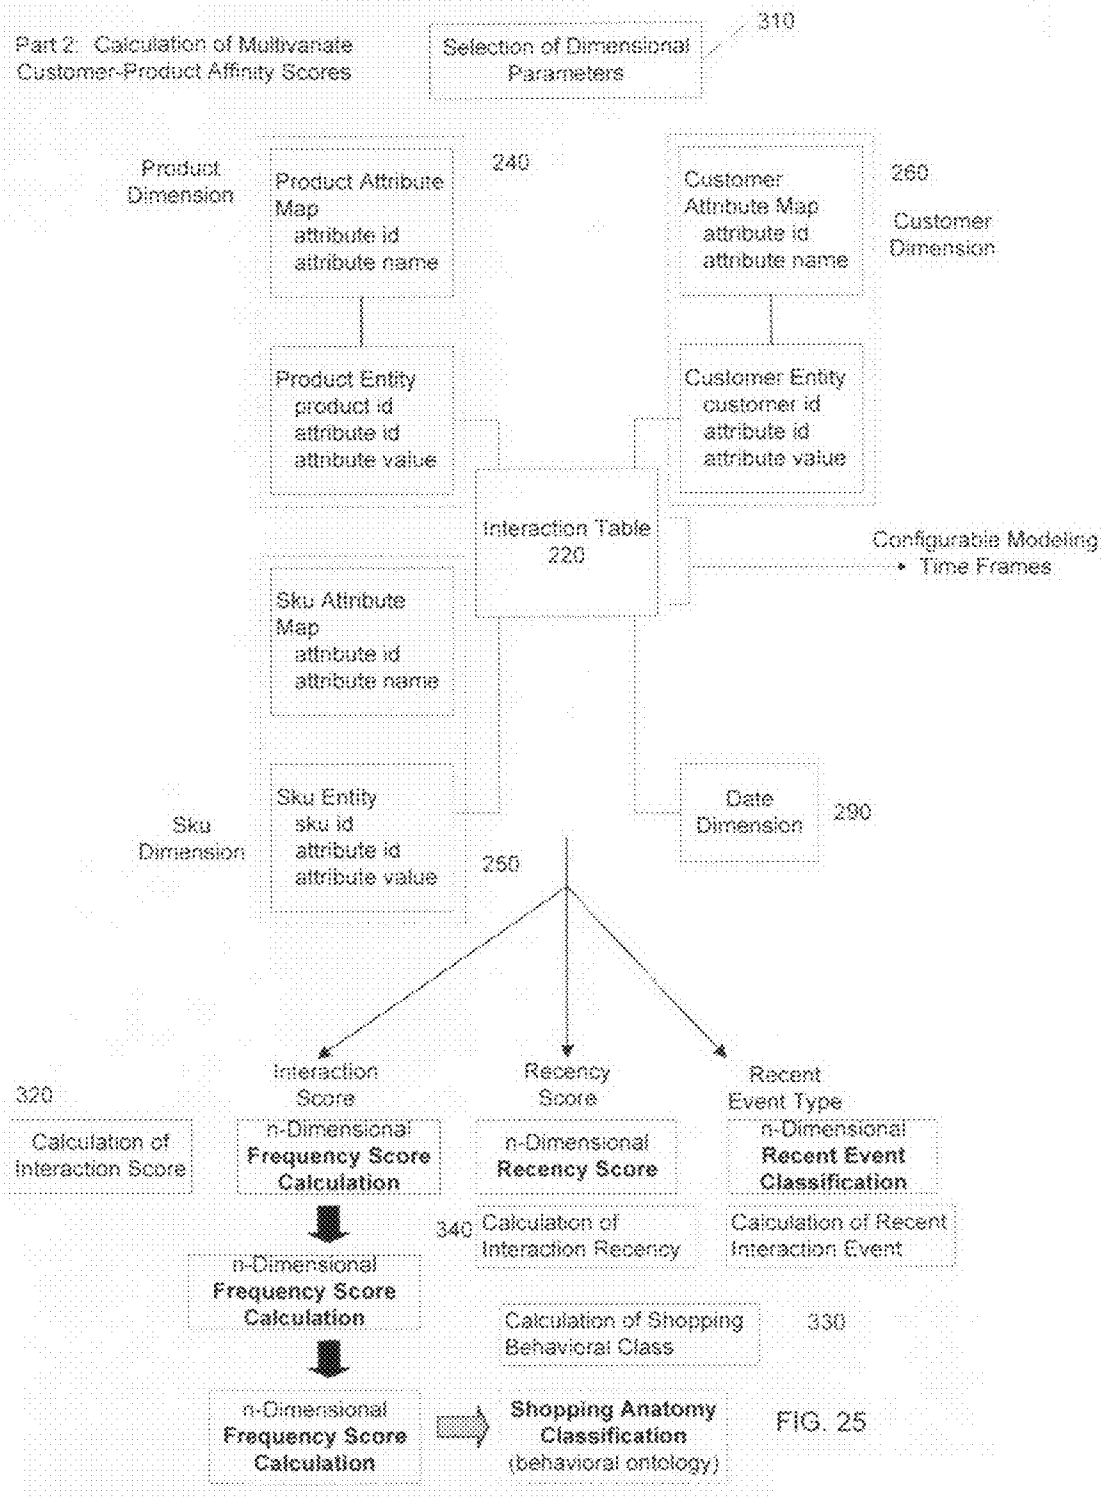 Part 2: Calculation of Multivariate
Customer-Product Affinity Scores
Selection of Dimensional
Parameters
310
Product
Dimension
Product Attribute
Map
attribute id
attribute name
240
Customer
Attribute Map
attribute id
attribute name
260
Customer
Dimension
Product Entity
product id
attribute id
attribute value
Customer Entity
customer id
attribute id
attribute value
Interaction Table
220
Configurable Modeling
Time Frames
Sku Attribute
Map
attribute id
attribute name
Sku
Dimension
Sku Entity
sku id
attribute id
attribute value
250
Date
Dimension
290
Interaction
Score
Recency
Score
Recent
Event Type
320
Calculation of
Interaction Score
n-Dimensional
Frequency Score
Calculation
n-Dimensional
Recency Score
n-Dimensional
Recent Event
Classification
340
Calculation of
Interaction Recency
Calculation of Recent
Interaction Event
n-Dimensional
Frequency Score
Calculation
Calculation of Shopping
Behavioral Class
330
n-Dimensional
Frequency Score
Calculation
Shopping Anatomy
Classification
(behavioral ontology)
FIG. 25